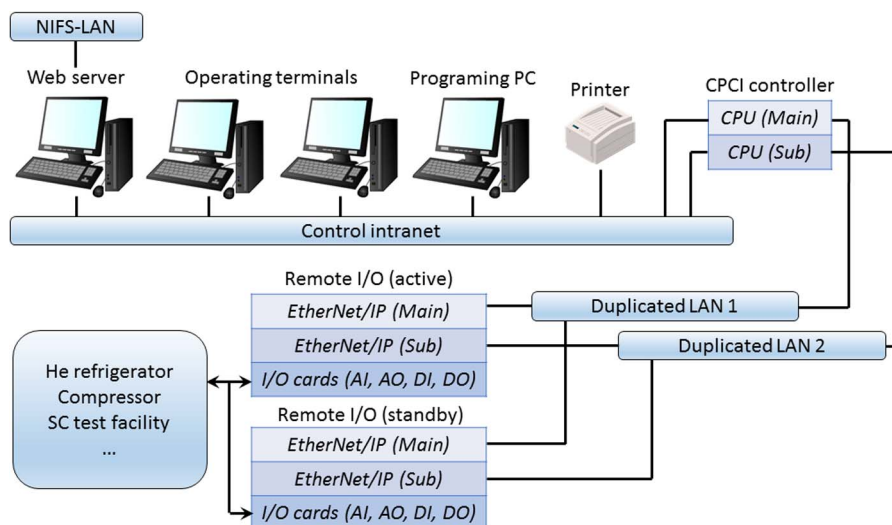 NIFS-LAN
Web server
Operating terminals
Programing PC
Printer
CPCI controller
CPU (Main)
CPU (Sub)
Control intranet
Remote I/O (active)
EtherNet/IP (Main)
EtherNet/IP (Sub)
I/O cards (AI, AO, DI, DO)
Duplicated LAN 1
Duplicated LAN 2
He refrigerator
Compressor
SC test facility
...
Remote I/O (standby)
EtherNet/IP (Main)
EtherNet/IP (Sub)
I/O cards (AI, AO, DI, DO)